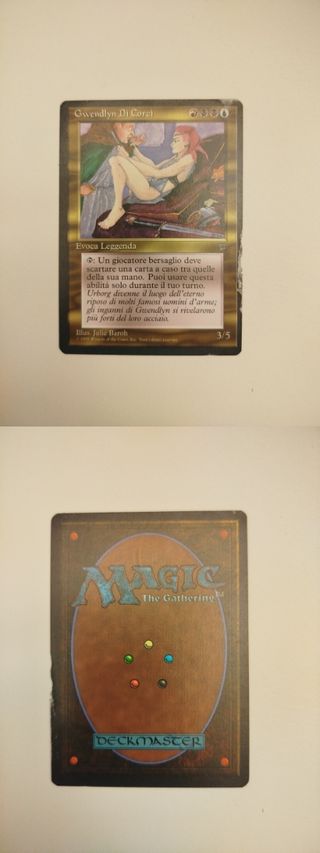 Gwendlyn Di Corci
Evoca Leggenda
: Un giocatore bersaglio deve
scartare una carta a caso tra quelle
della sua mano. Puoi usare questa
abilità solo durante il tuo turno.
Urborg divenne il luogo dell'eterno
riposo di molti famosi uomini d'arme;
gli inganni di Gwendlyn si rivelarono
più forti del loro acciaio.
Illus. Julie Baroh
3/5
MAGIC
The Gathering
DECKMASTER